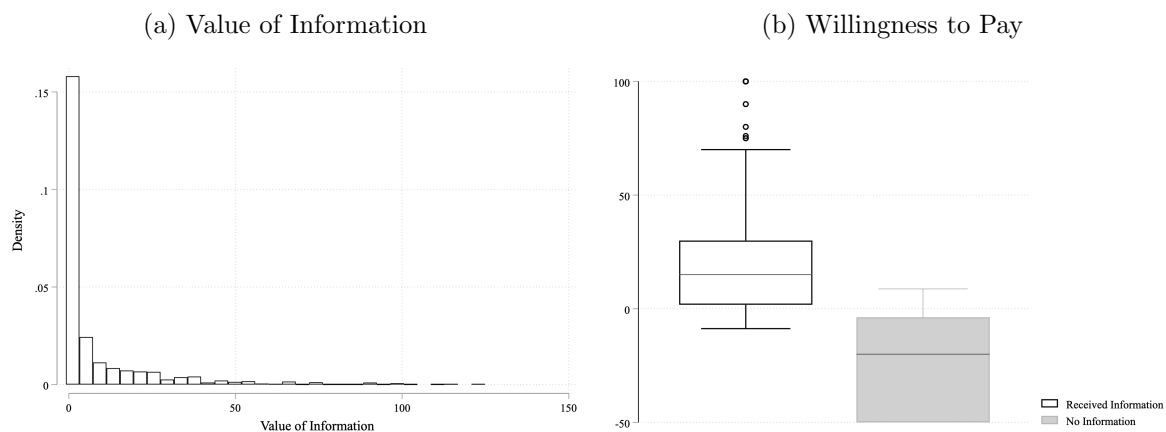 (a) Value of Information
.15
.1
.05
0
Density
0 50 100 150
Value of Information
(b) Willingness to Pay
100
50
0
-50
Received Information
No Information